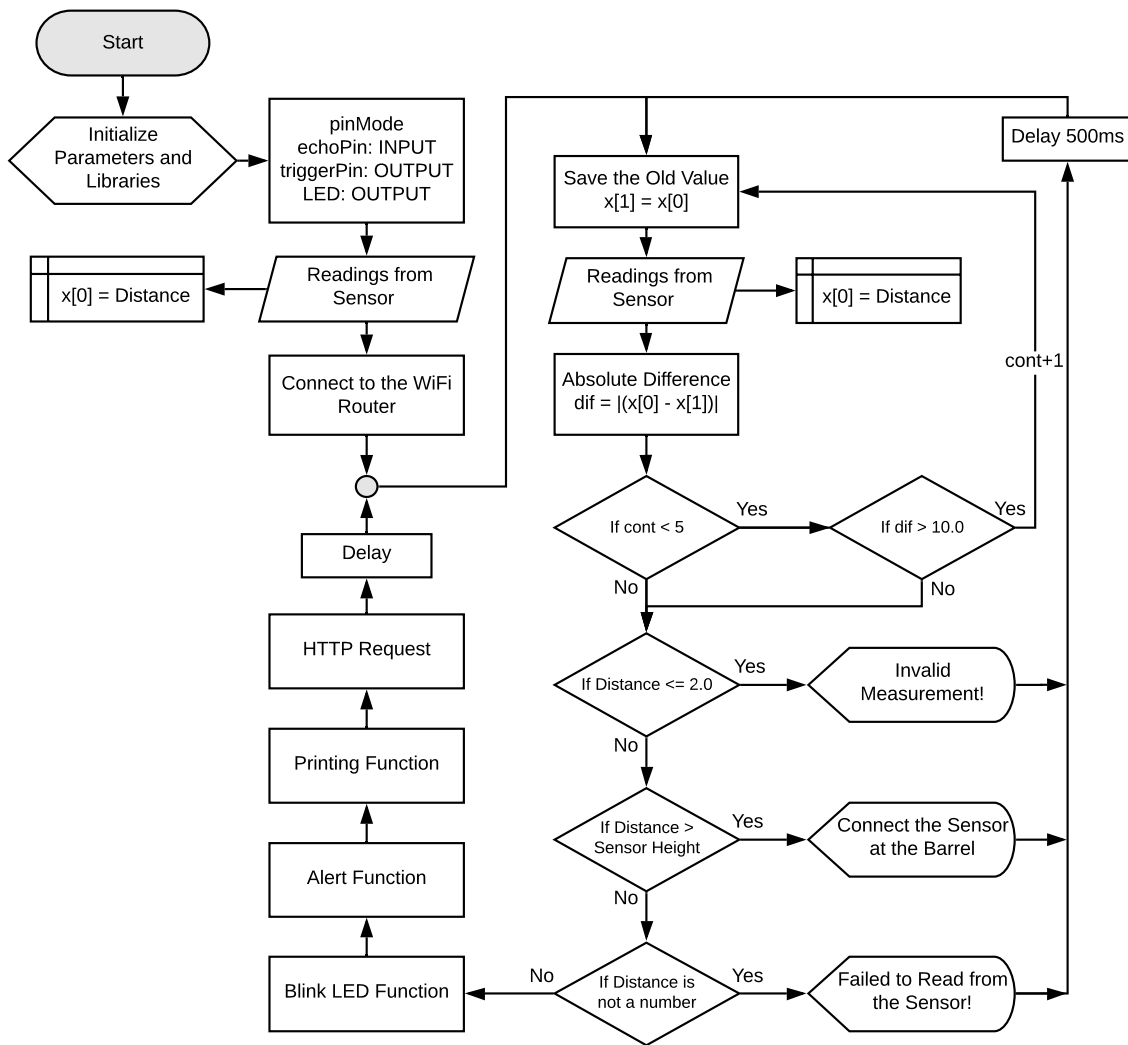 Start
Initialize
Parameters and
Libraries
pinMode
echoPin: INPUT
triggerPin: OUTPUT
LED: OUTPUT
Readings from
Sensor
x[0] = Distance
Connect to the WiFi
Router
Delay
HTTP Request
Printing Function
Alert Function
Blink LED Function
Save the Old Value
x[1] = x[0]
Readings from
Sensor
x[0] = Distance
Absolute Difference
dif = |(x[0] - x[1])|
If cont < 5
Yes
No
If dif > 10.0
Yes
No
cont+1
Delay 500ms
If Distance <= 2.0
Yes
No
Invalid
Measurement!
If Distance >
Sensor Height
Yes
No
Connect the Sensor
at the Barrel
If Distance is
not a number
Yes
No
Failed to Read from
the Sensor!